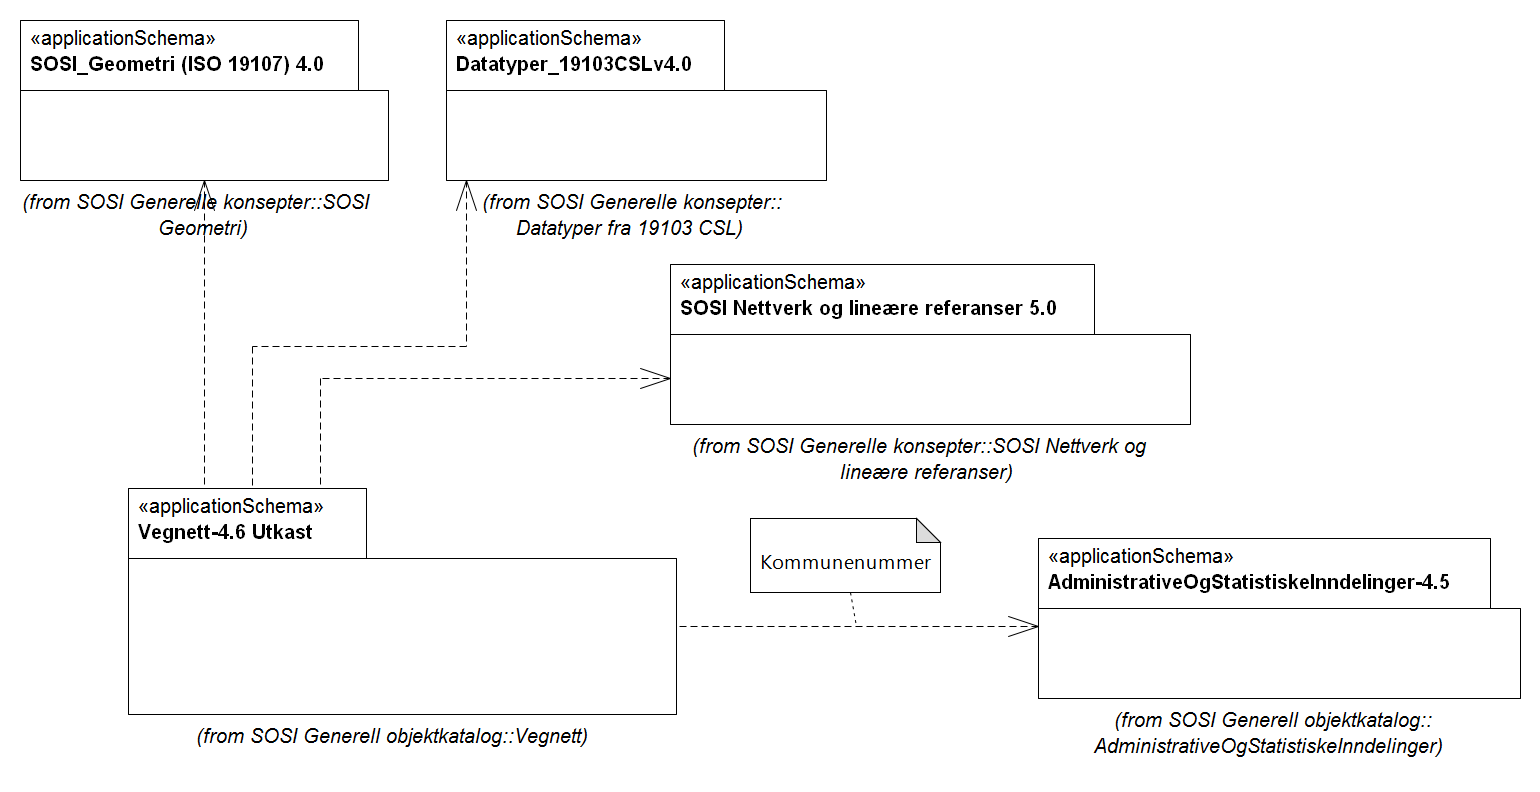 «applicationSchema»
SOSI_Geometri (ISO 19107) 4.0
(from SOSI Generelle konsepter::SOSI
Geometri)
«applicationSchema»
Datatyper_19103CSLv4.0
(from SOSI Generelle konsepter::
Datatyper fra 19103 CSL)
«applicationSchema»
SOSI Nettverk og lineære referanser 5.0
(from SOSI Generelle konsepter::SOSI Nettverk og
lineære referanser)
«applicationSchema»
Vegnett-4.6 Utkast
(from SOSI Generell objektkatalog::Vegnett)
Kommunenummer
«applicationSchema»
AdministrativeOgStatistiskeInndelinger-4.5
(from SOSI Generell objektkatalog::
AdministrativeOgStatistiskeInndelinger)